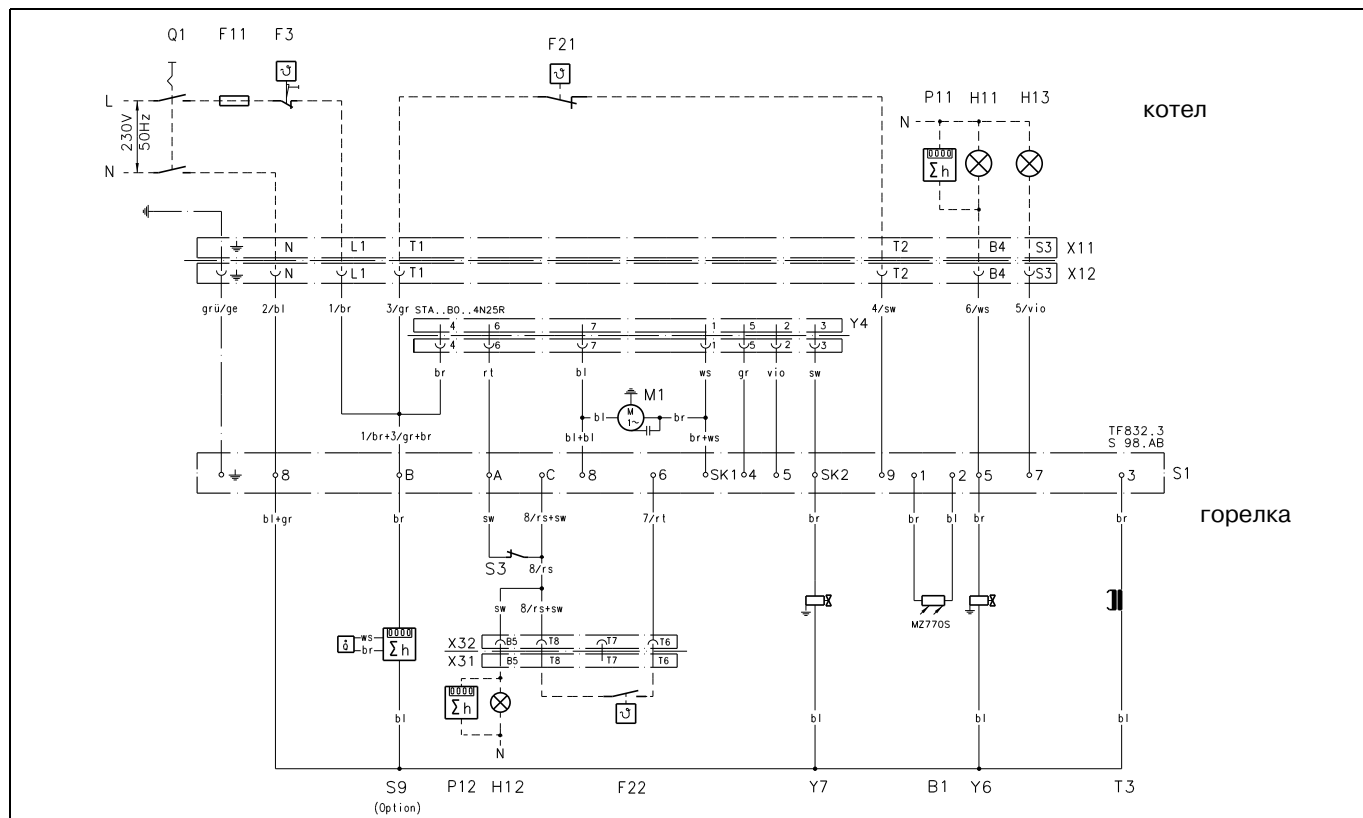 Q1 F11 F3 F21
P11 H11 H13
котел
L
230V
50Hz
N
N
Σh
N L1 T1 T2 B4 S3 X11
N L1 T1 T2 B4 S3 X12
grü/ge 2/bl 1/br 3/gr STA..B0..4N25R 4/sw 6/ws 5/vio
4 6 7 1 5 2 3 Y4
4 6 7 1 5 2 3
br rt bl ws gr vio sw
M1
bl M 1~ br
1/br+3/gr+br bl+bl br+ws
TF832.3
S 98.AB
8 B A C 8 6 SK1 4 5 SK2 9 1 2 5 7 3 S1
горелка
bl+gr br sw 8/rs+sw 7/rt br br bl br br
S3 8/rs
sw 8/rs+sw
MZ770S
ws
br
ö
Σh
X32 B5 T8 T7 T6
X31 B5 T8 T7 T6
Σh
bl bl bl bl
N
S9 P12 H12 F22 Y7 B1 Y6 T3
(Option)